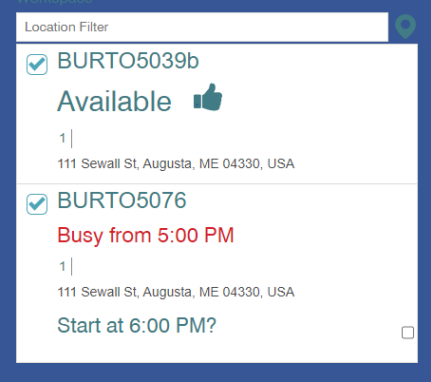 Workspace
Location Filter
BURTO5039b
Available
1 |
111 Sewall St, Augusta, ME 04330, USA
BURTO5076
Busy from 5:00 PM
1 |
111 Sewall St, Augusta, ME 04330, USA
Start at 6:00 PM?